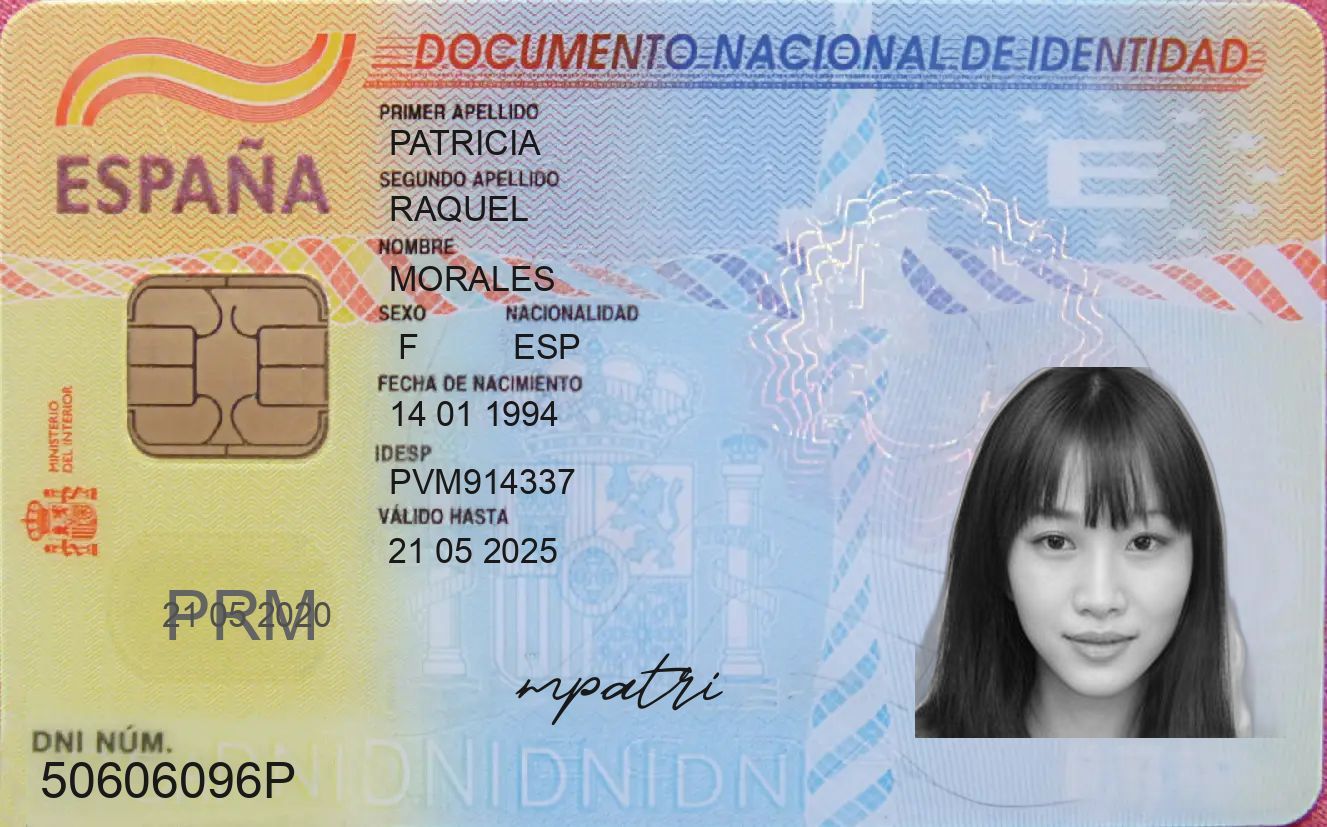 DOCUMENTO NACIONAL DE IDENTIDAD
ESPAÑA
PRIMER APELLIDO
PATRICIA
SEGUNDO APELLIDO
RAQUEL
NOMBRE
MORALES
SEXO NACIONALIDAD
F ESP
FECHA DE NACIMIENTO
14 01 1994
IDESP
PVM914337
VÁLIDO HASTA
21 05 2025
MINISTERIO
DEL INTERIOR
E
PRM
21 05 2020
mpatri
DNI NÚM.
50606096P
DNIDNIDNIDNI